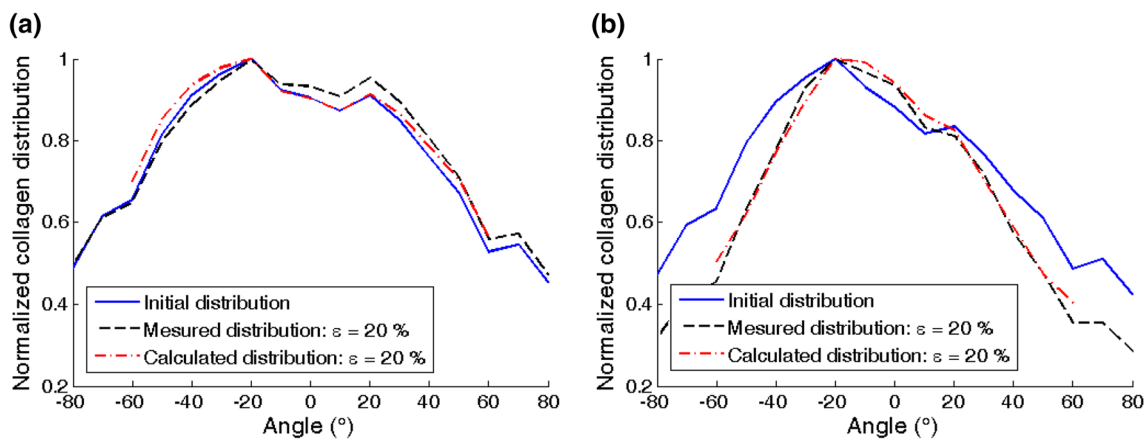 (a)
Normalized collagen distribution
1
0.8
0.6
0.4
0.2
-80 -60 -40 -20 0 20 40 60 80
Angle (°)
Initial distribution
Mesured distribution: ε = 20 %
Calculated distribution: ε = 20 %
(b)
Normalized collagen distribution
1
0.8
0.6
0.4
0.2
-80 -60 -40 -20 0 20 40 60 80
Angle (°)
Initial distribution
Mesured distribution: ε = 20 %
Calculated distribution: ε = 20 %